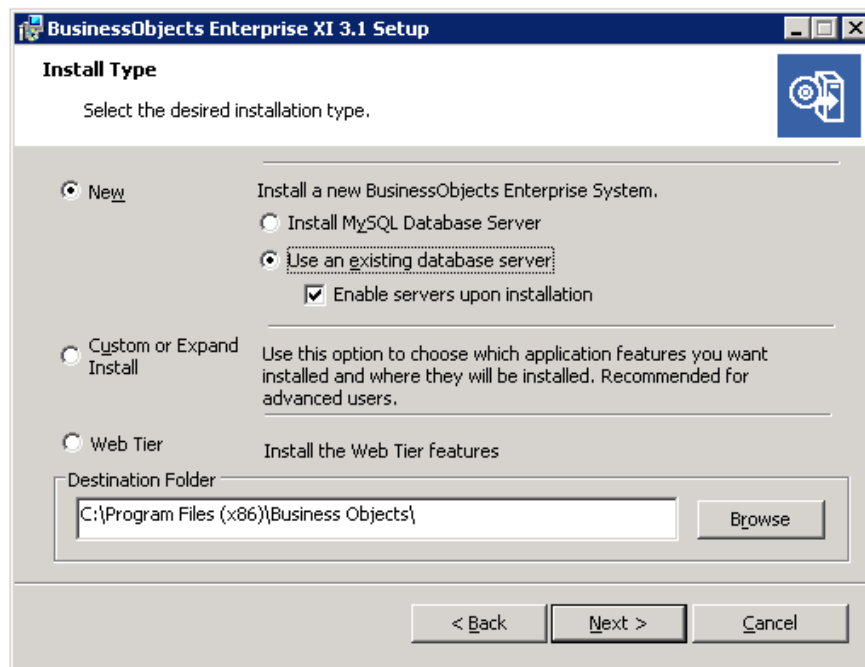 BusinessObjects Enterprise XI 3.1 Setup
Install Type
Select the desired installation type.
New
Install a new BusinessObjects Enterprise System.
Install MySQL Database Server
Use an existing database server
Enable servers upon installation
Custom or Expand
Install
Use this option to choose which application features you want
installed and where they will be installed. Recommended for
advanced users.
Web Tier
Install the Web Tier features
Destination Folder
C:\Program Files (x86)\Business Objects\
Browse
< Back
Next >
Cancel